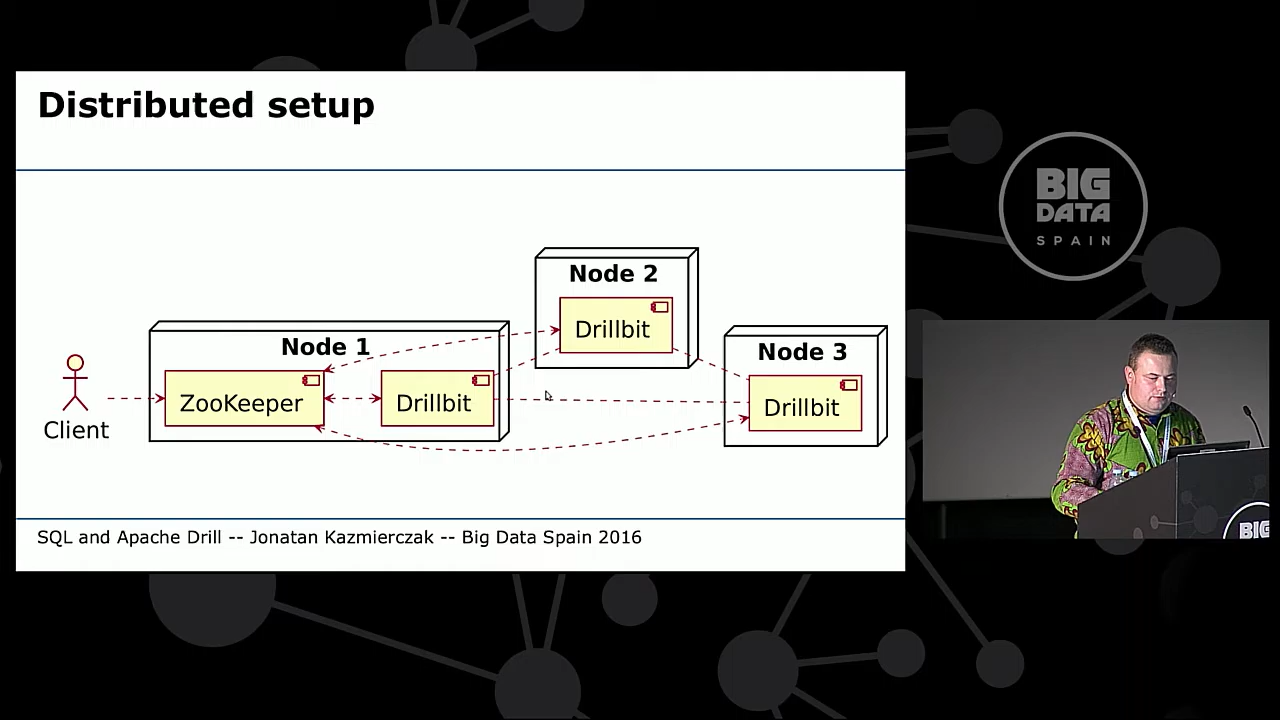 Distributed setup
Node 1
ZooKeeper
Drillbit
Client
Node 2
Drillbit
Node 3
Drillbit
SQL and Apache Drill -- Jonatan Kazmierczak -- Big Data Spain 2016
BIG
DATA
SPAIN
BIG